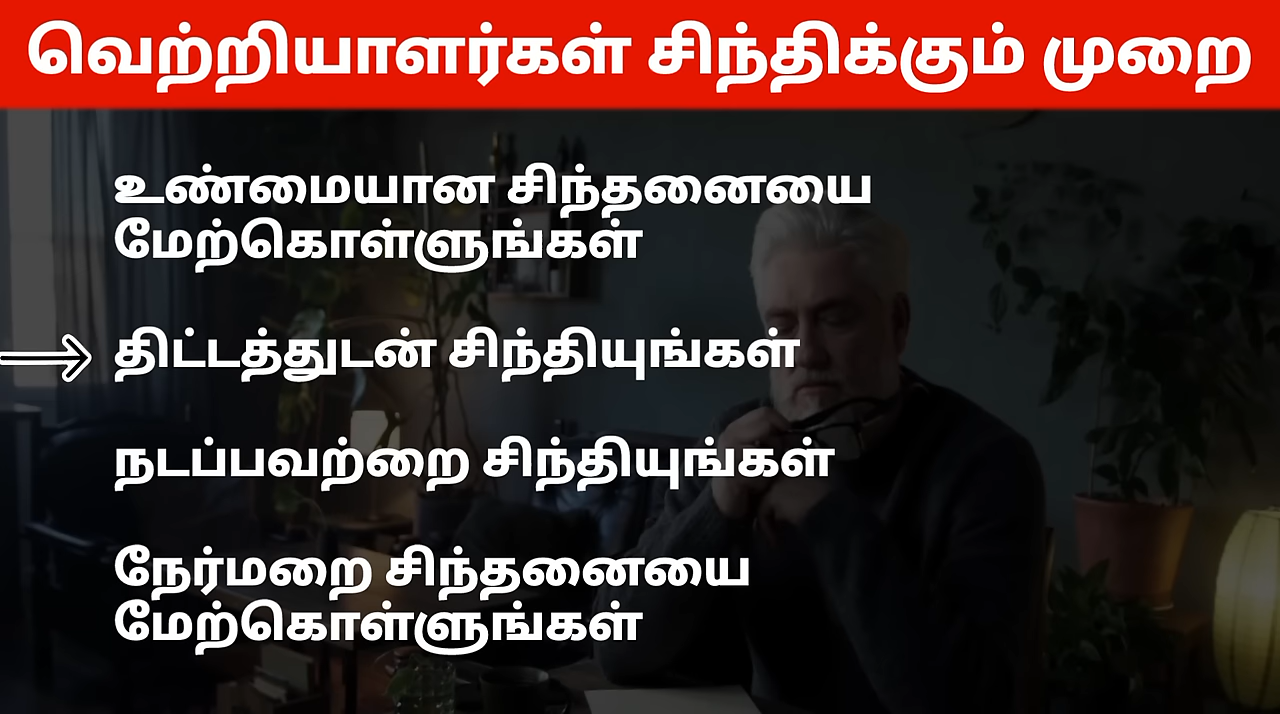 வெற்றியாளர்கள் சிந்திக்கும் முறை
உண்மையான சிந்தனையை
மேற்கொள்ளுங்கள்
திட்டத்துடன் சிந்தியுங்கள்
நடப்பவற்றை சிந்தியுங்கள்
நேர்மறை சிந்தனையை
மேற்கொள்ளுங்கள்